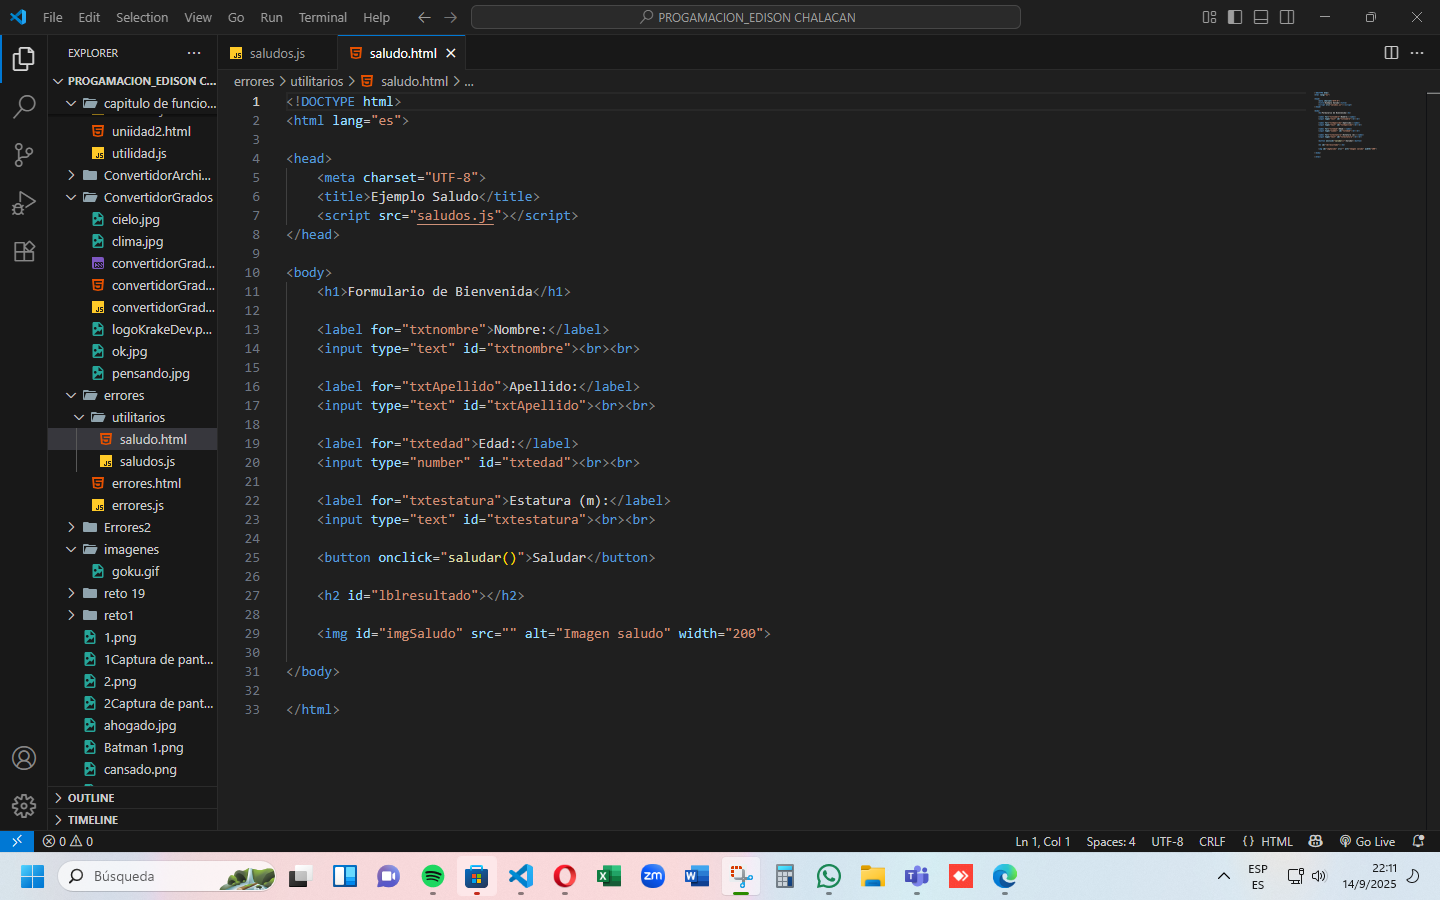 File Edit Selection View Go Run Terminal Help
PROGAMACION_EDISON CHALACAN
EXPLORER
PROGAMACION_EDISON C...
capitulo de funcio...
uniidad2.html
utilidad.js
ConvertidorArchi...
ConvertidorGrados
cielo.jpg
clima.jpg
convertidorGrad...
convertidorGrad...
convertidorGrad...
logoKrakeDev.p...
ok.jpg
pensando.jpg
errores
utilitarios
saludo.html
saludos.js
errores.html
errores.js
Errores2
imagenes
goku.gif
reto 19
reto1
1.png
1Captura de pant...
2.png
2Captura de pant...
ahogado.jpg
Batman 1.png
cansado.png
OUTLINE
TIMELINE
saludos.js
saludo.html
errores > utilitarios > saludo.html > ...
1 <!DOCTYPE html>
2 <html lang="es">
3
4 <head>
5 <meta charset="UTF-8">
6 <title>Ejemplo Saludo</title>
7 <script src="saludos.js"></script>
8 </head>
9
10 <body>
11 <h1>Formulario de Bienvenida</h1>
12
13 <label for="txtnombre">Nombre:</label>
14 <input type="text" id="txtnombre"><br><br>
15
16 <label for="txtApellido">Apellido:</label>
17 <input type="text" id="txtApellido"><br><br>
18
19 <label for="txtedad">Edad:</label>
20 <input type="number" id="txtedad"><br><br>
21
22 <label for="txtestatura">Estatura (m):</label>
23 <input type="text" id="txtestatura"><br><br>
24
25 <button onclick="saludar()">Saludar</button>
26
27 <h2 id="lblresultado"></h2>
28
29 <img id="imgSaludo" src="" alt="Imagen saludo" width="200">
30
31 </body>
32
33 </html>
0 0
Ln 1, Col 1 Spaces: 4 UTF-8 CRLF {} HTML Go Live
Búsqueda
ESP
ES
22:11
14/9/2025